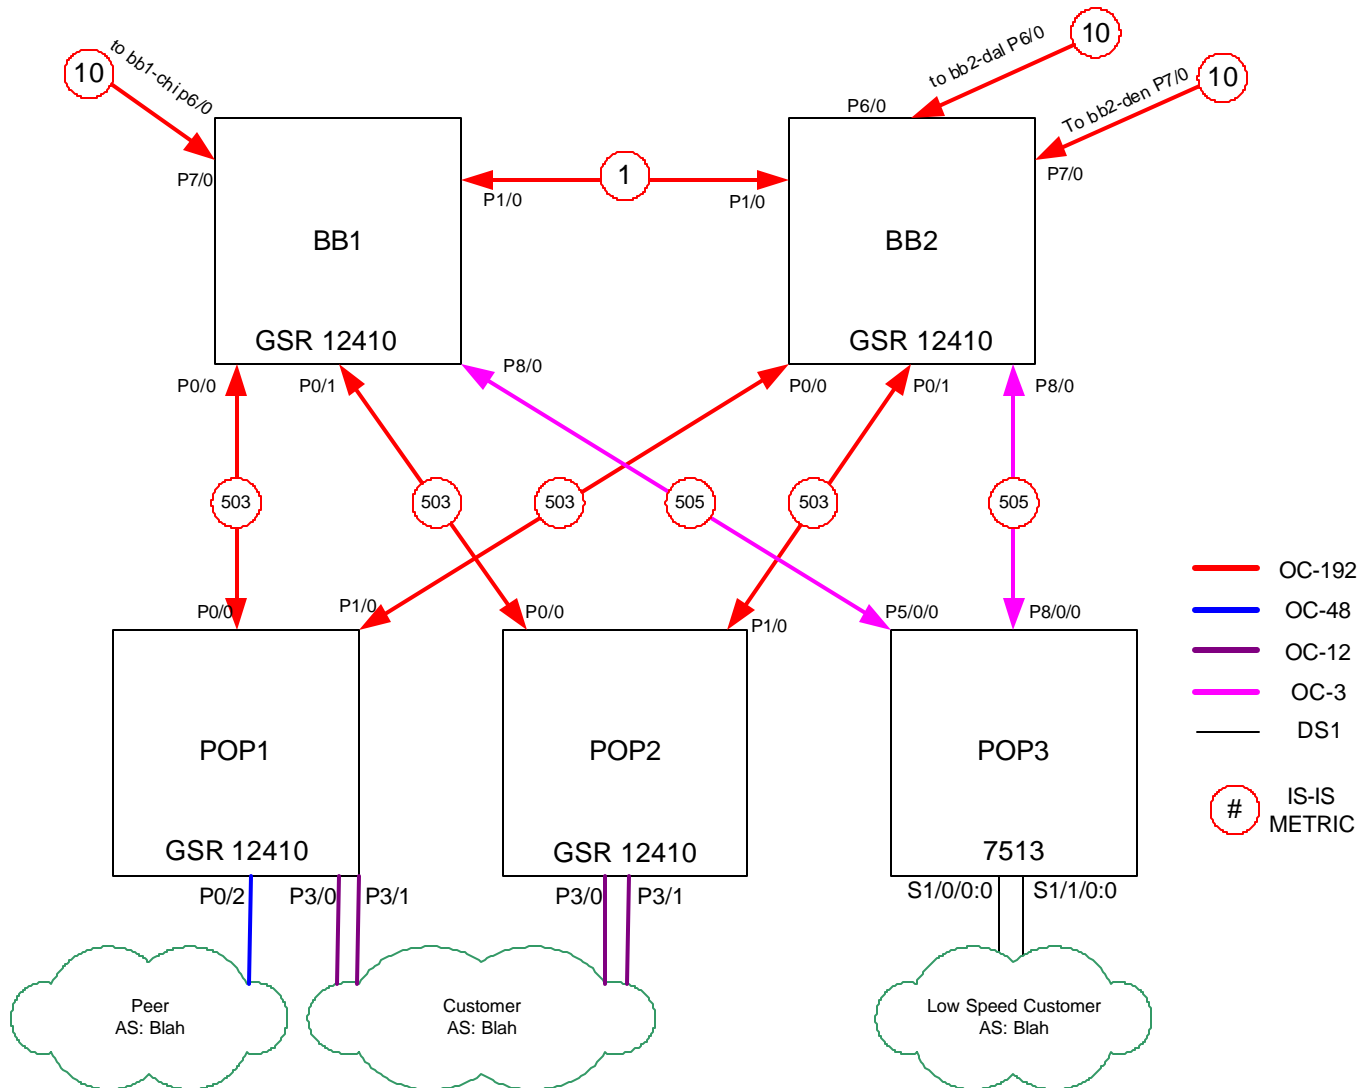 to bb1-chi p6/0
10
to bb2-dal P6/0
10
To bb2-den P7/0
10
P6/0
P7/0
P7/0
1
P1/0
P1/0
BB1
BB2
GSR 12410
GSR 12410
P0/0
P0/1
P8/0
P0/0
P0/1
P8/0
503
503
503
505
503
505
P0/0
P1/0
P0/0
P1/0
P5/0/0
P8/0/0
OC-192
OC-48
OC-12
OC-3
DS1
#
IS-IS
METRIC
POP1
POP2
POP3
GSR 12410
GSR 12410
7513
P0/2
P3/0
P3/1
P3/0
P3/1
S1/0/0:0
S1/1/0:0
Peer
AS: Blah
Customer
AS: Blah
Low Speed Customer
AS: Blah